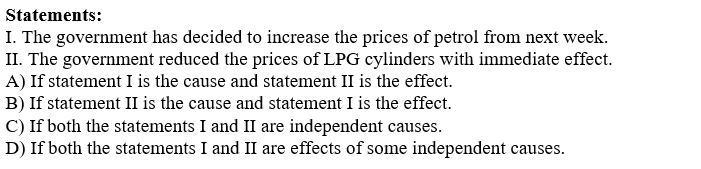 Statements:
I. The government has decided to increase the prices of petrol from next week.
II. The government reduced the prices of LPG cylinders with immediate effect.
A) If statement I is the cause and statement II is the effect.
B) If statement II is the cause and statement I is the effect.
C) If both the statements I and II are independent causes.
D) If both the statements I and II are effects of some independent causes.